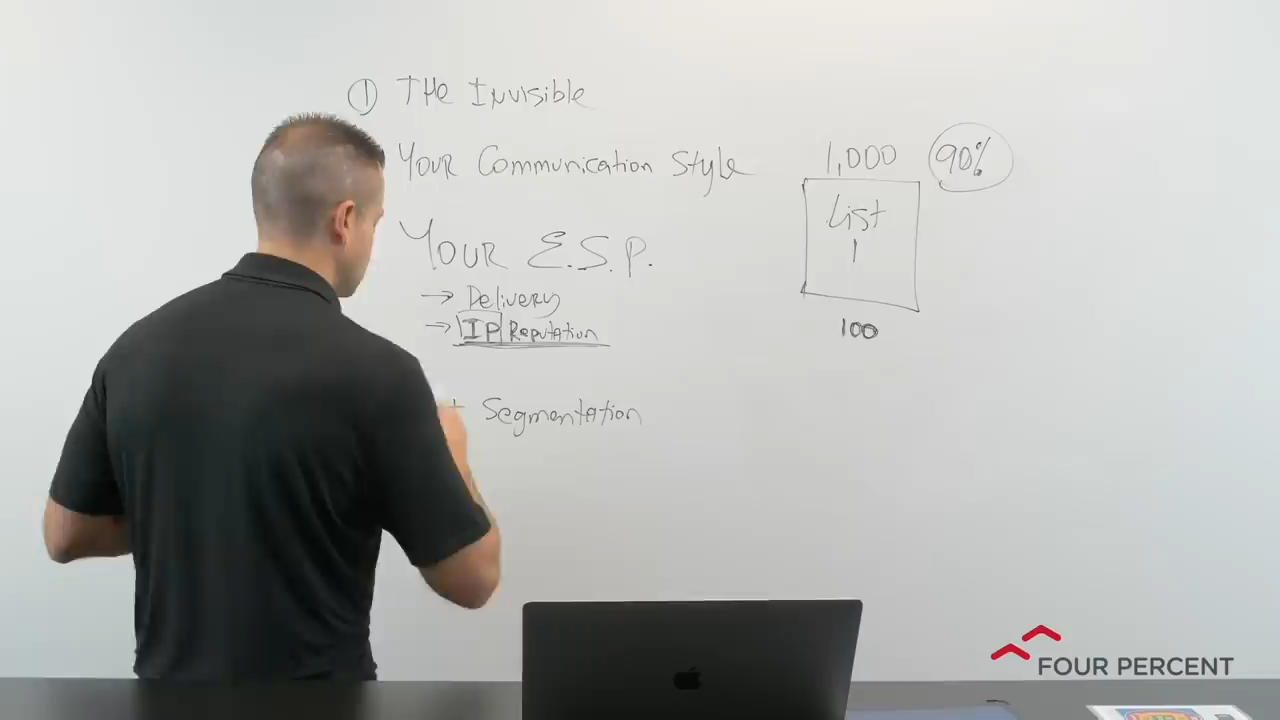 ① THe Invisible
Your Communication Style
Your E.S.P.
→ Delivery
→ IP Reputation
Segmentation
1,000
90%
List
1
100
FOUR PERCENT